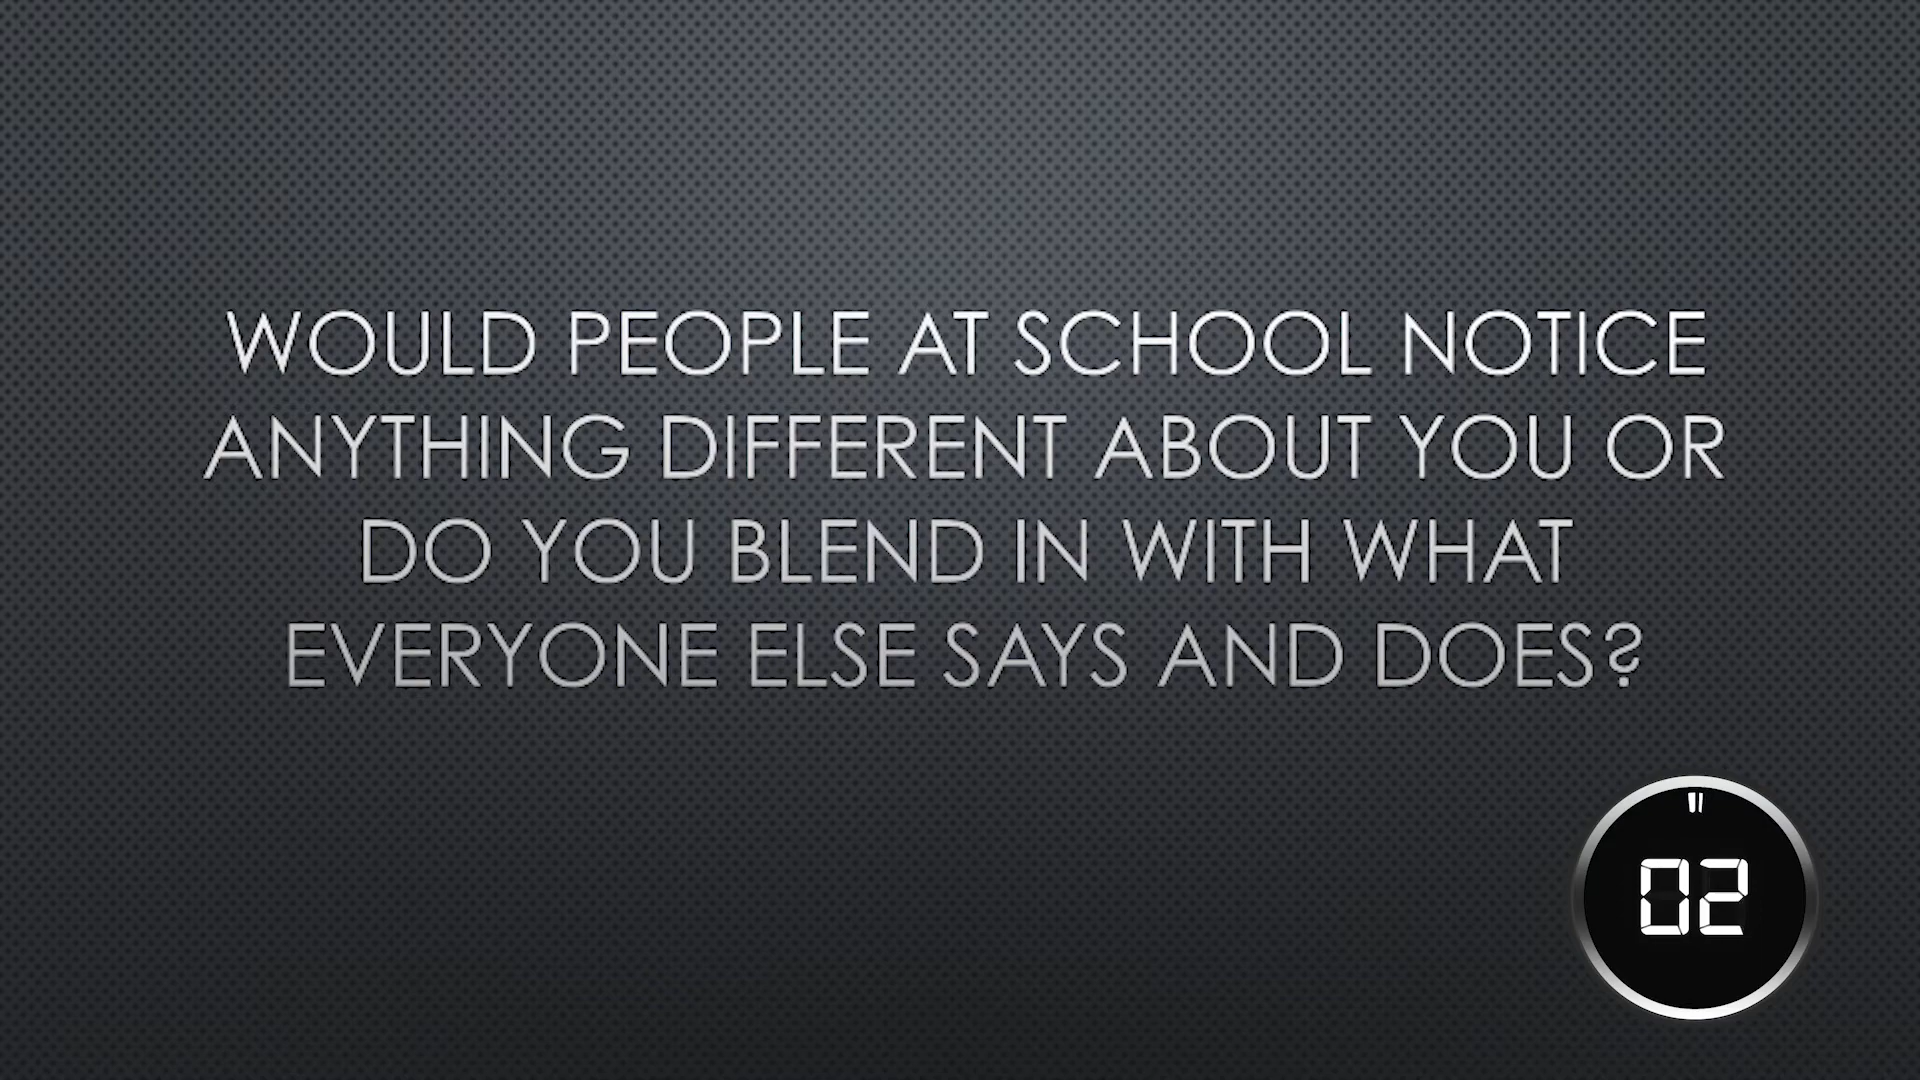 WOULD PEOPLE AT SCHOOL NOTICE
ANYTHING DIFFERENT ABOUT YOU OR
DO YOU BLEND IN WITH WHAT
EVERYONE ELSE SAYS AND DOES?
02